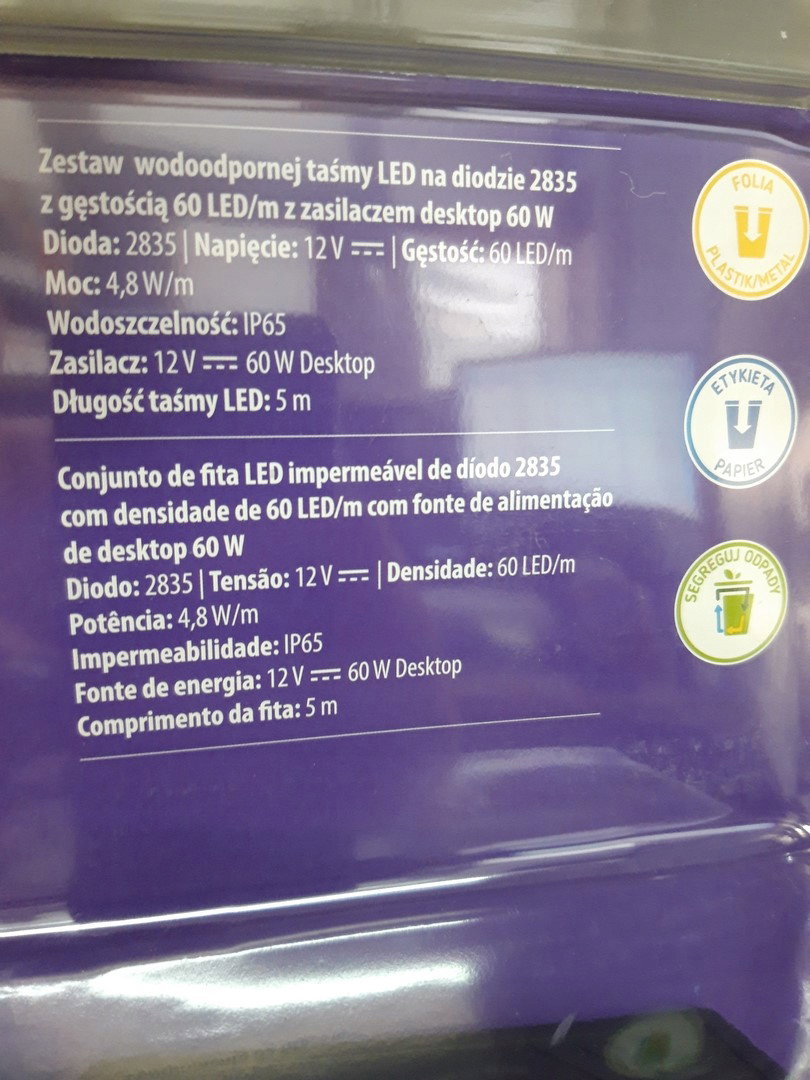 Zestaw wodoodpornej taśmy LED na diodzie 2835
z gęstością 60 LED/m z zasilaczem desktop 60 W
Dioda: 2835 | Napięcie: 12 V ⎓ | Gęstość: 60 LED/m
Moc: 4,8 W/m
Wodoszczelność: IP65
Zasilacz: 12 V ⎓ 60 W Desktop
Długość taśmy LED: 5 m
Conjunto de fita LED impermeável de díodo 2835
com densidade de 60 LED/m com fonte de alimentação
de desktop 60 W
Diodo: 2835 | Tensão: 12 V ⎓ | Densidade: 60 LED/m
Potência: 4,8 W/m
Impermeabilidade: IP65
Fonte de energia: 12 V ⎓ 60 W Desktop
Comprimento da fita: 5 m
FOLIA
PLASTIK/METAL
ETYKIETA
PAPIER
SEGREGUJ ODPADY